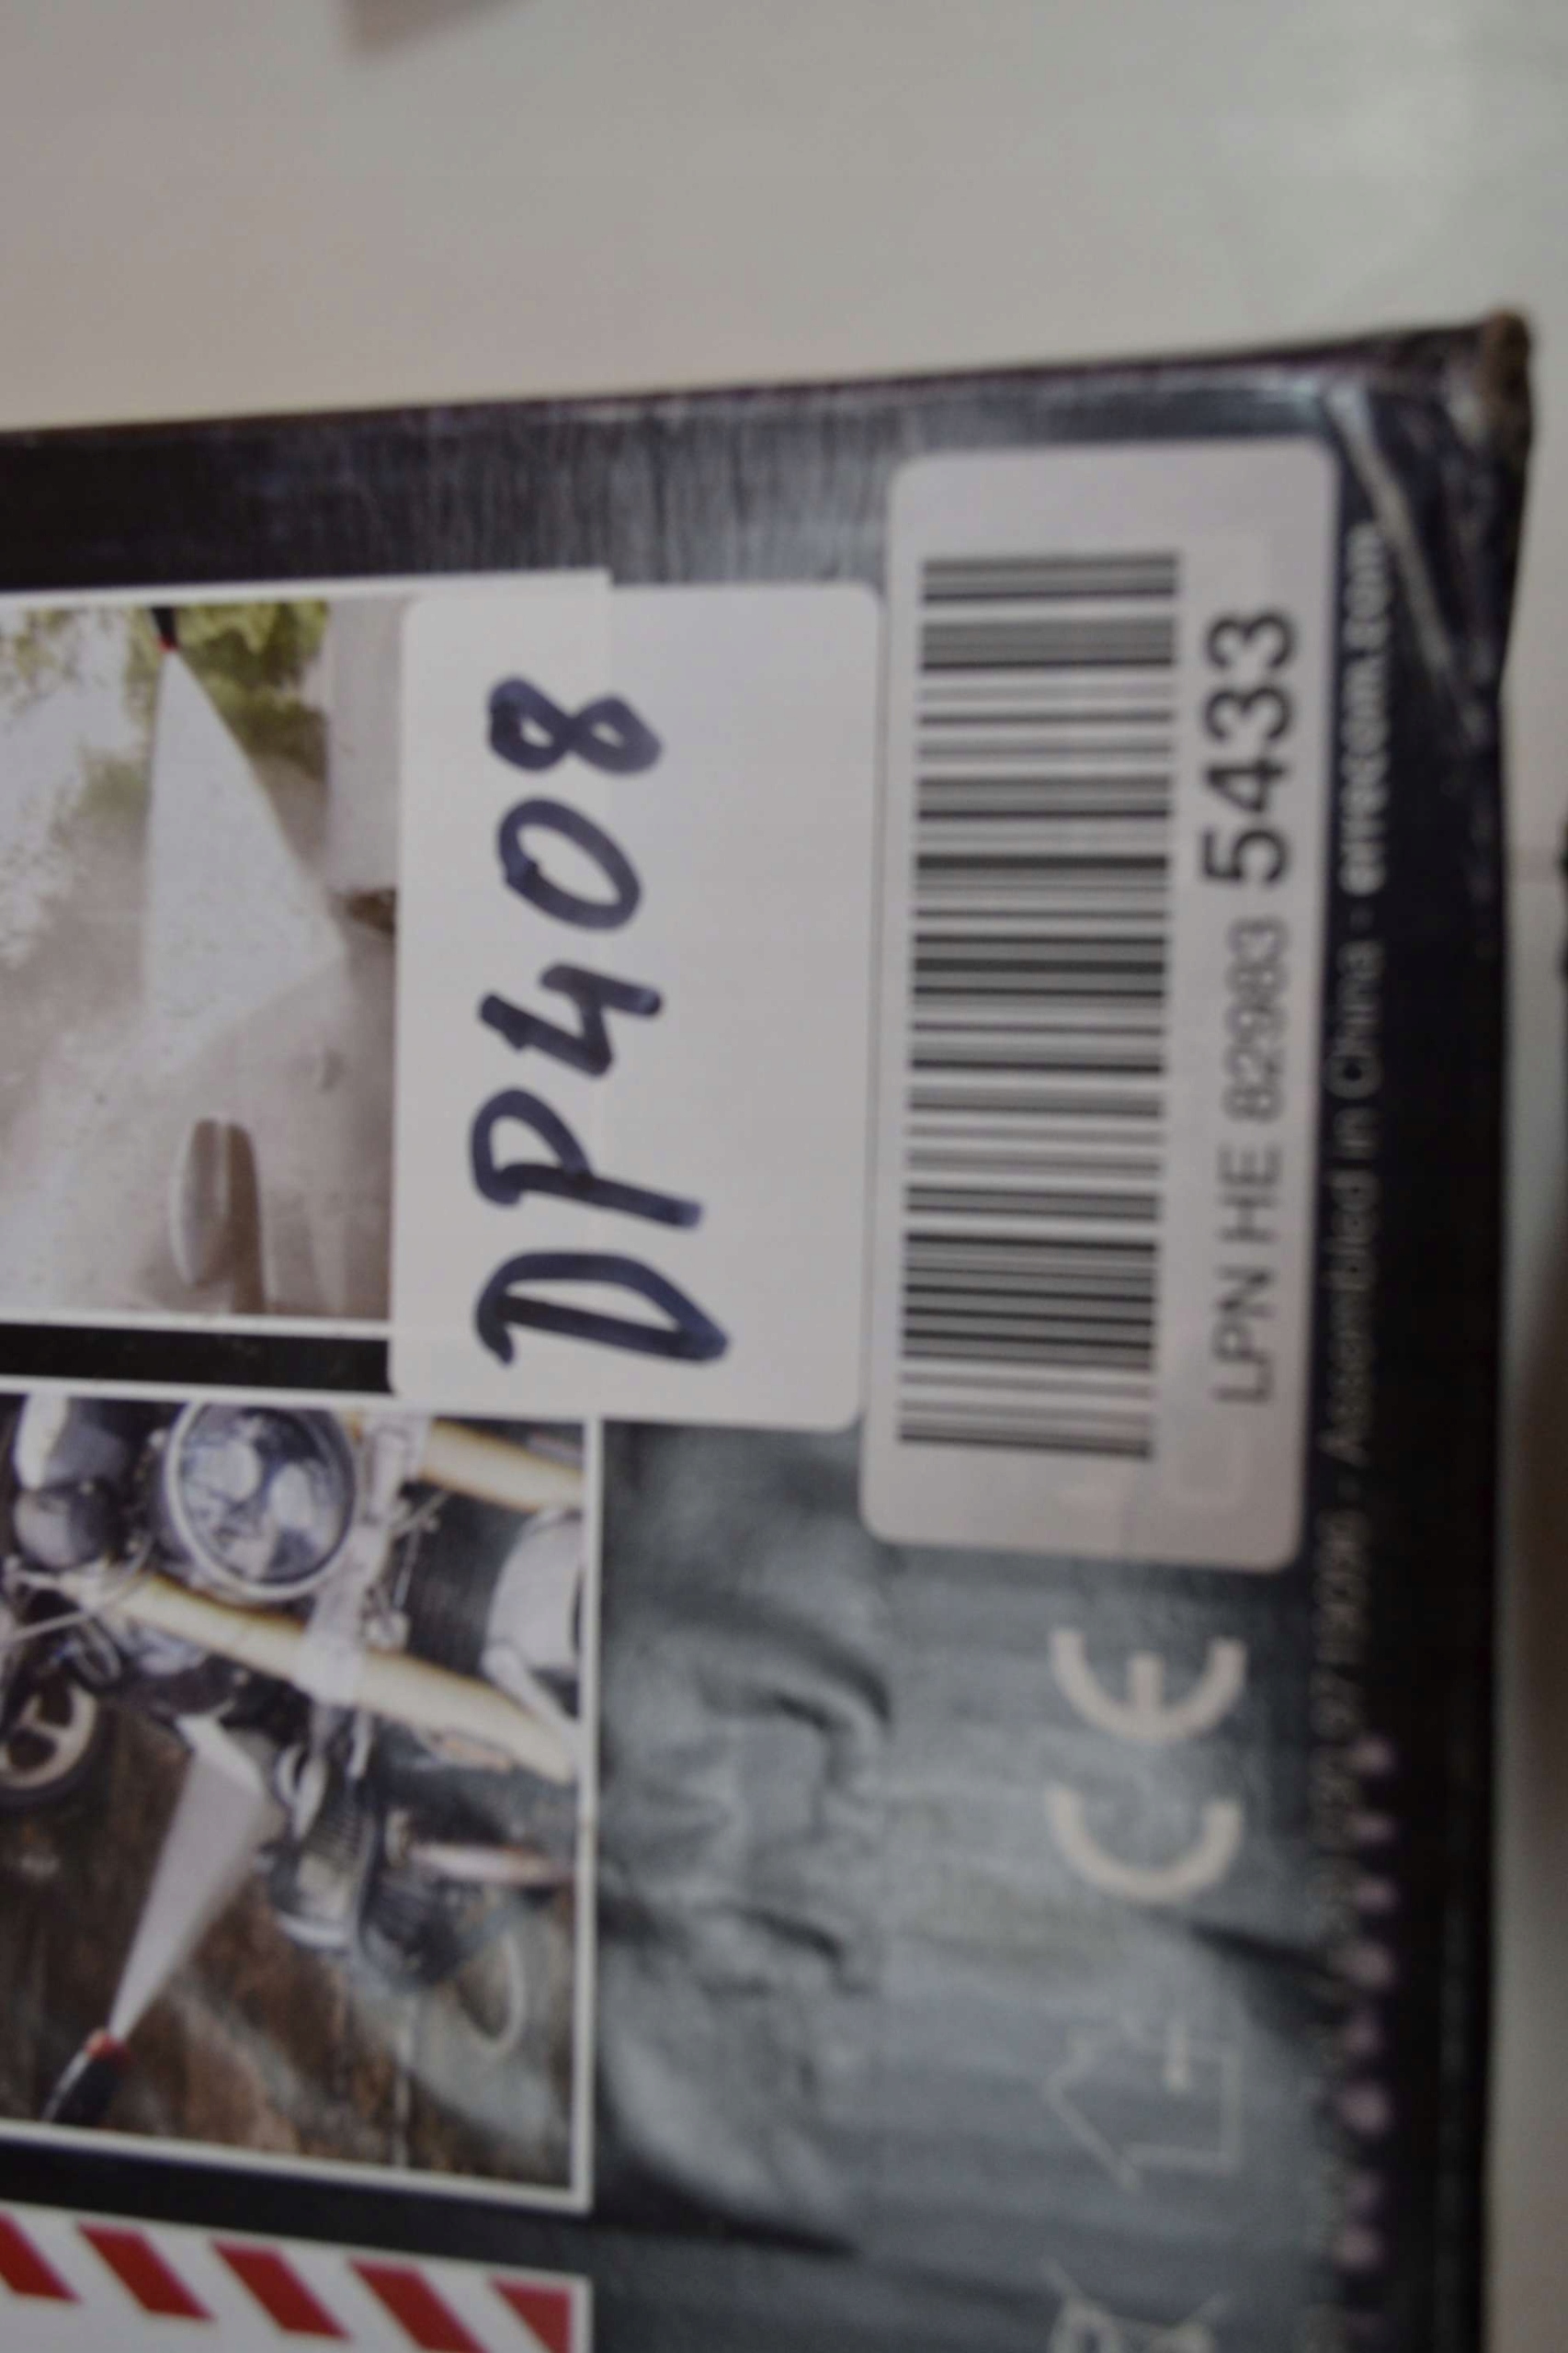 DP408
LPN HE 82983 5433
Assembled in China -
CE